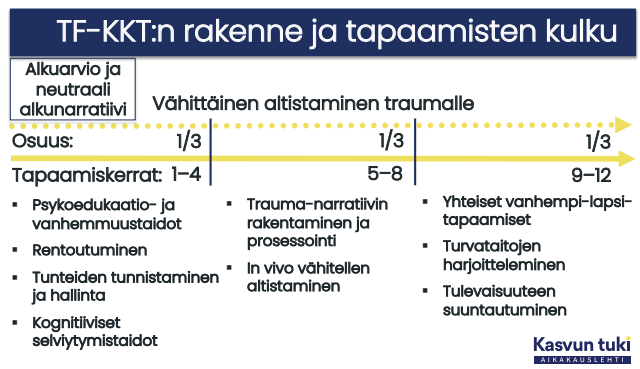 TF-KKT:n rakenne ja tapaamisten kulku
Alkuarvio ja
neutraali
alkunarratiivi
Vähittäinen altistaminen traumalle
Osuus: 1/3 1/3 1/3
Tapaamiskerrat: 1–4 5–8 9–12
▪ Psykoedukaatio- ja
vanhemmuustaidot
▪ Rentoutuminen
▪ Tunteiden tunnistaminen
ja hallinta
▪ Kognitiiviset
selviytymistaidot
▪ Trauma-narratiivin
rakentaminen ja
prosessointi
▪ In vivo vähitellen
altistaminen
▪ Yhteiset vanhempi-lapsi-
tapaamiset
▪ Turvataitojen
harjoitteleminen
▪ Tulevaisuuteen
suuntautuminen
Kasvun tuki
AIKAKAUSLEHTI